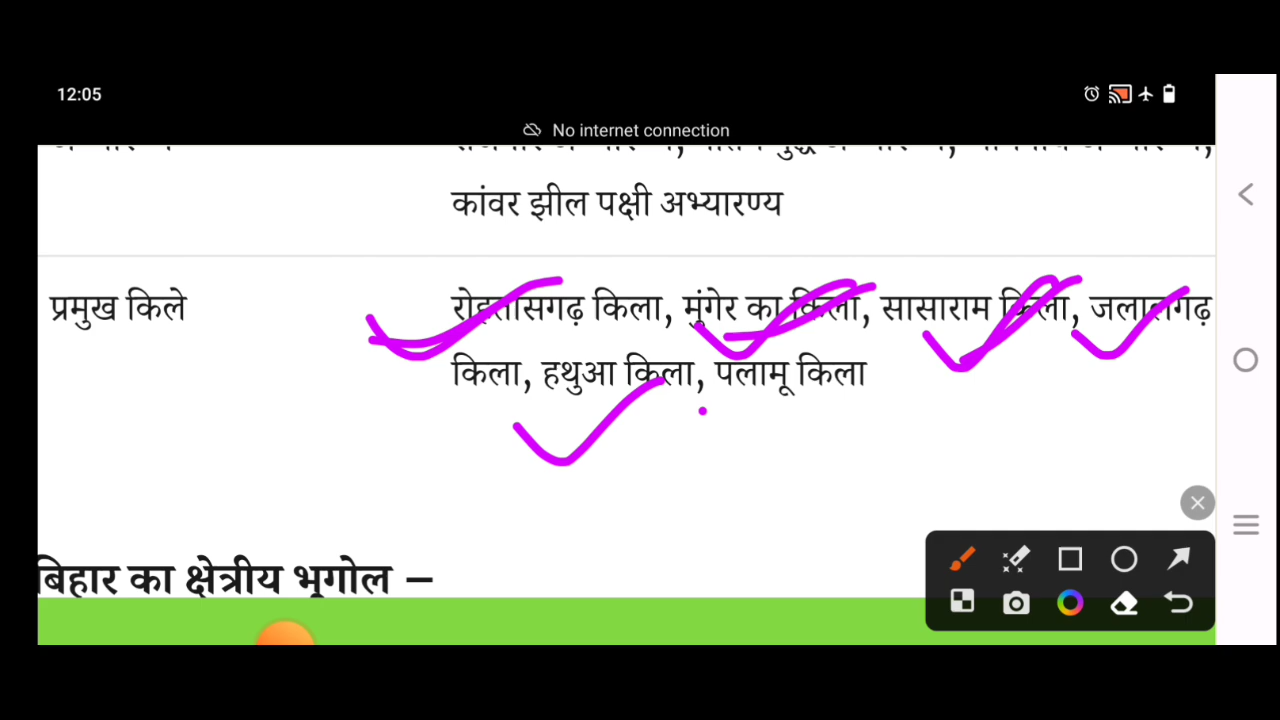 12:05
No internet connection
कांवर झील पक्षी अभ्यारण्य
प्रमुख किले
रोहतासगढ़ किला, मुंगेर का किला, सासाराम किला, जलालगढ़
किला, हथुआ किला, पलामू किला
बिहार का क्षेत्रीय भूगोल –